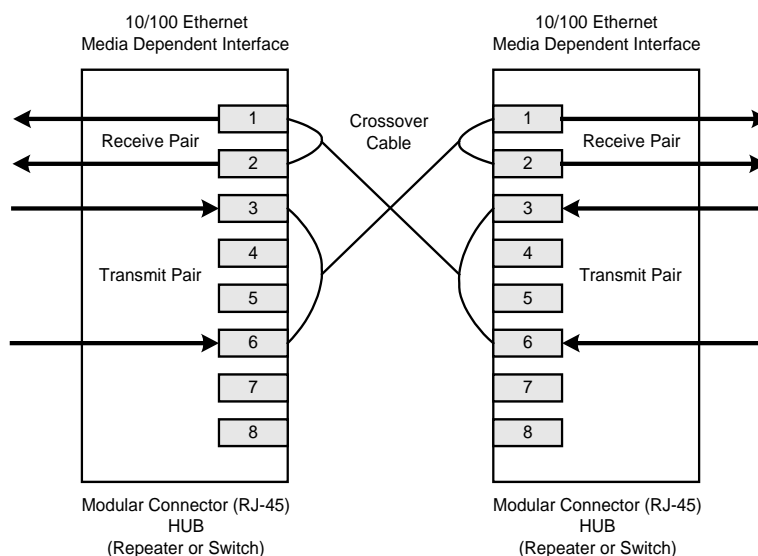 10/100 Ethernet
Media Dependent Interface
10/100 Ethernet
Media Dependent Interface
1
Receive Pair
2
3
4
Transmit Pair
5
6
7
8
Crossover
Cable
1
Receive Pair
2
3
4
Transmit Pair
5
6
7
8
Modular Connector (RJ-45)
HUB
(Repeater or Switch)
Modular Connector (RJ-45)
HUB
(Repeater or Switch)